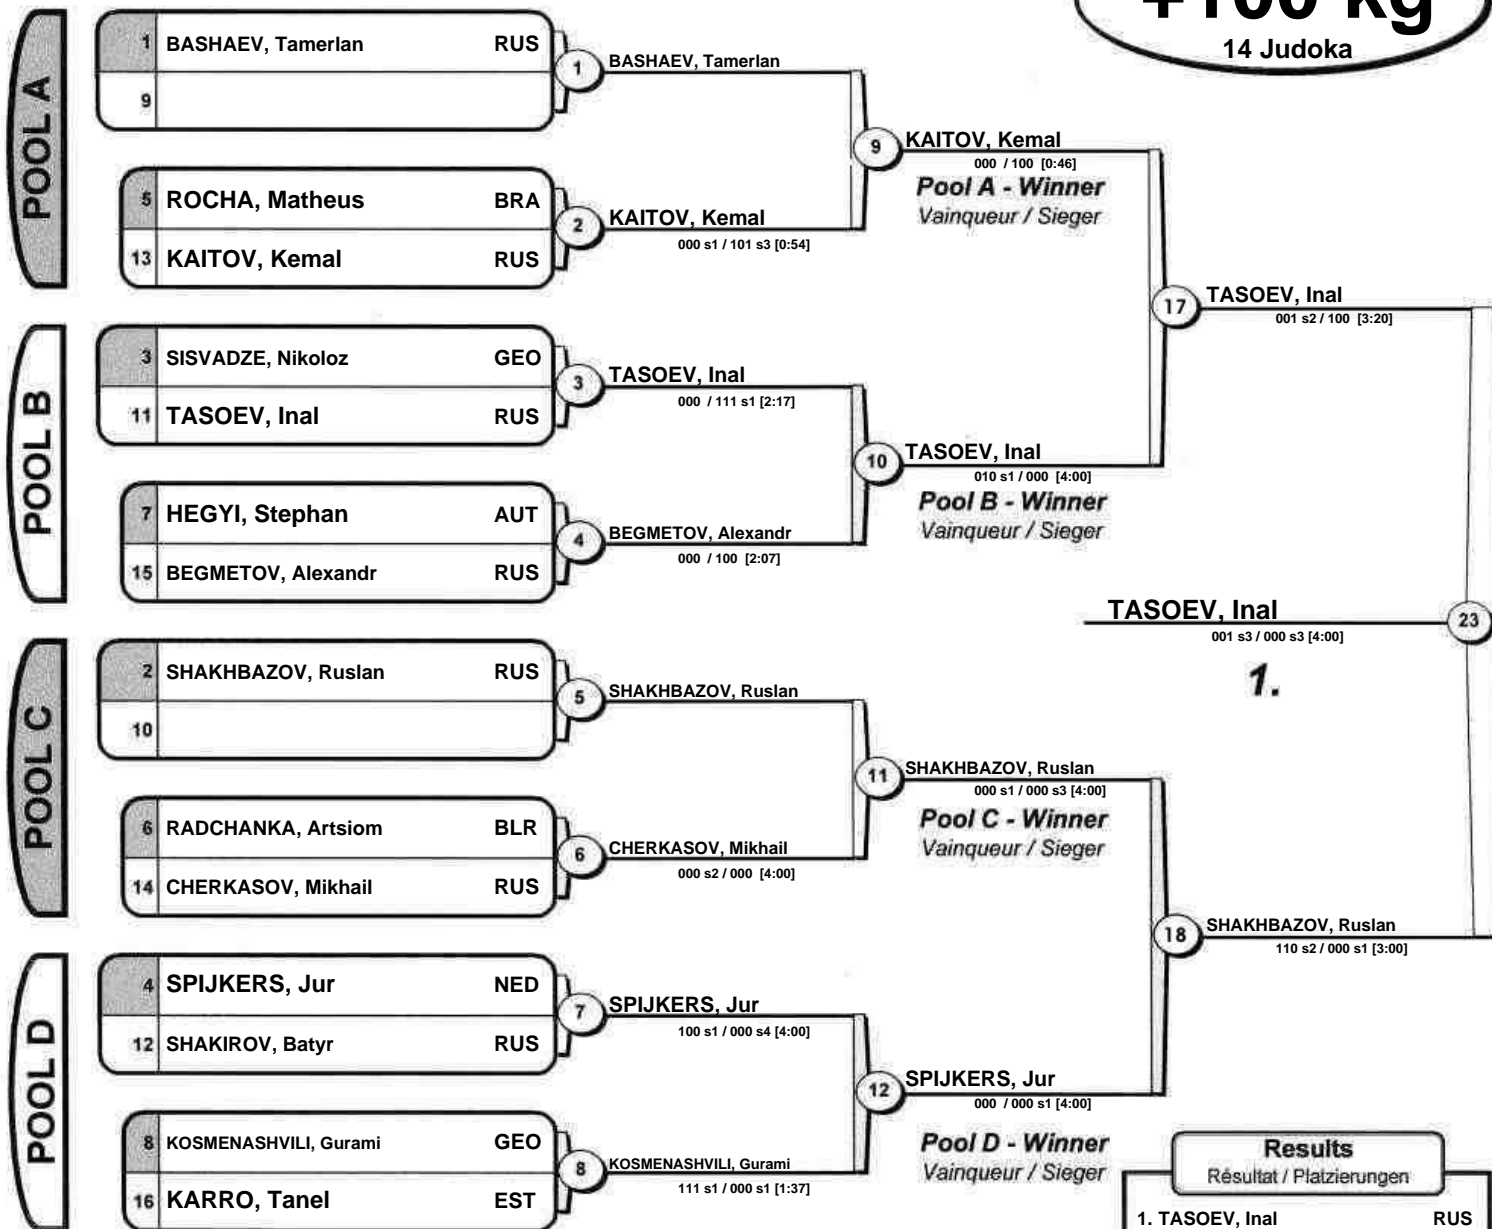 +100 kg
14 Judoka
POOL A
1 BASHAEV, Tamerlan RUS
9
1
BASHAEV, Tamerlan
5 ROCHA, Matheus BRA
13 KAITOV, Kemal RUS
2
KAITOV, Kemal
000 s1 / 101 s3 [0:54]
9
KAITOV, Kemal
000 / 100 [0:46]
Pool A - Winner
Vainqueur / Sieger
POOL B
3 SISVADZE, Nikoloz GEO
11 TASOEV, Inal RUS
3
TASOEV, Inal
000 / 111 s1 [2:17]
7 HEGYI, Stephan AUT
15 BEGMETOV, Alexandr RUS
4
BEGMETOV, Alexandr
000 / 100 [2:07]
10
TASOEV, Inal
010 s1 / 000 [4:00]
Pool B - Winner
Vainqueur / Sieger
17
TASOEV, Inal
001 s2 / 100 [3:20]
TASOEV, Inal
23
001 s3 / 000 s3 [4:00]
1.
POOL C
2 SHAKHBAZOV, Ruslan RUS
10
5
SHAKHBAZOV, Ruslan
6 RADCHANKA, Artsiom BLR
14 CHERKASOV, Mikhail RUS
6
CHERKASOV, Mikhail
000 s2 / 000 [4:00]
11
SHAKHBAZOV, Ruslan
000 s1 / 000 s3 [4:00]
Pool C - Winner
Vainqueur / Sieger
POOL D
4 SPIJKERS, Jur NED
12 SHAKIROV, Batyr RUS
7
SPIJKERS, Jur
100 s1 / 000 s4 [4:00]
8 KOSMENASHVILI, Gurami GEO
16 KARRO, Tanel EST
8
KOSMENASHVILI, Gurami
111 s1 / 000 s1 [1:37]
12
SPIJKERS, Jur
000 / 000 s1 [4:00]
Pool D - Winner
Vainqueur / Sieger
18
SHAKHBAZOV, Ruslan
110 s2 / 000 s1 [3:00]
Results
Résultat / Platzierungen
1. TASOEV, Inal RUS